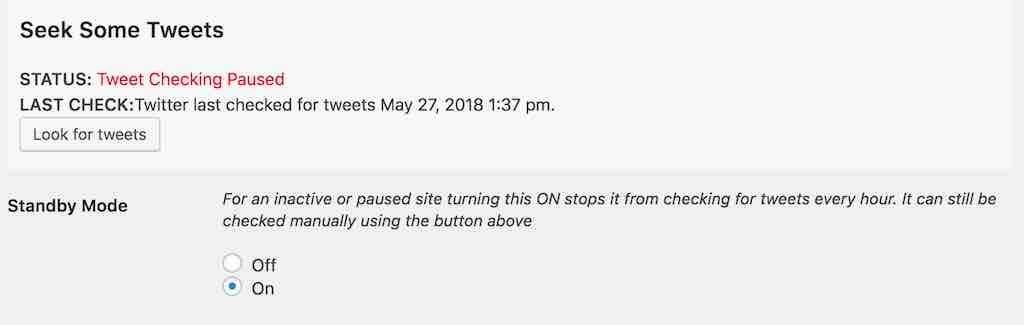 Seek Some Tweets
STATUS: Tweet Checking Paused
LAST CHECK:Twitter last checked for tweets May 27, 2018 1:37 pm.
Look for tweets
Standby Mode
For an inactive or paused site turning this ON stops it from checking for tweets every hour. It can still be
checked manually using the button above
Off
On